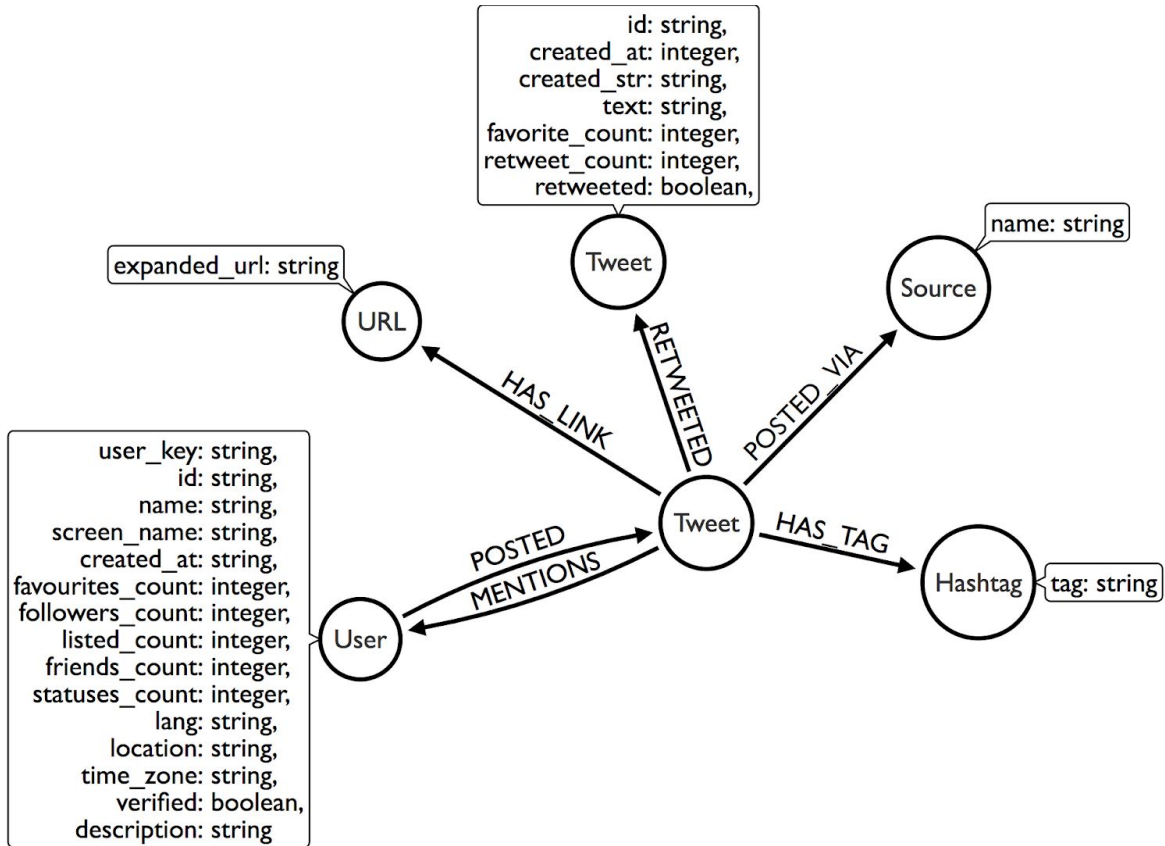 id: string,
created_at: integer,
created_str: string,
text: string,
favorite_count: integer,
retweet_count: integer,
retweeted: boolean,
Tweet
name: string
Source
expanded_url: string
URL
RETWEETED
POSTED_VIA
HAS_LINK
Tweet
HAS_TAG
Hashtag
tag: string
POSTED
MENTIONS
User
user_key: string,
id: string,
name: string,
screen_name: string,
created_at: string,
favourites_count: integer,
followers_count: integer,
listed_count: integer,
friends_count: integer,
statuses_count: integer,
lang: string,
location: string,
time_zone: string,
verified: boolean,
description: string